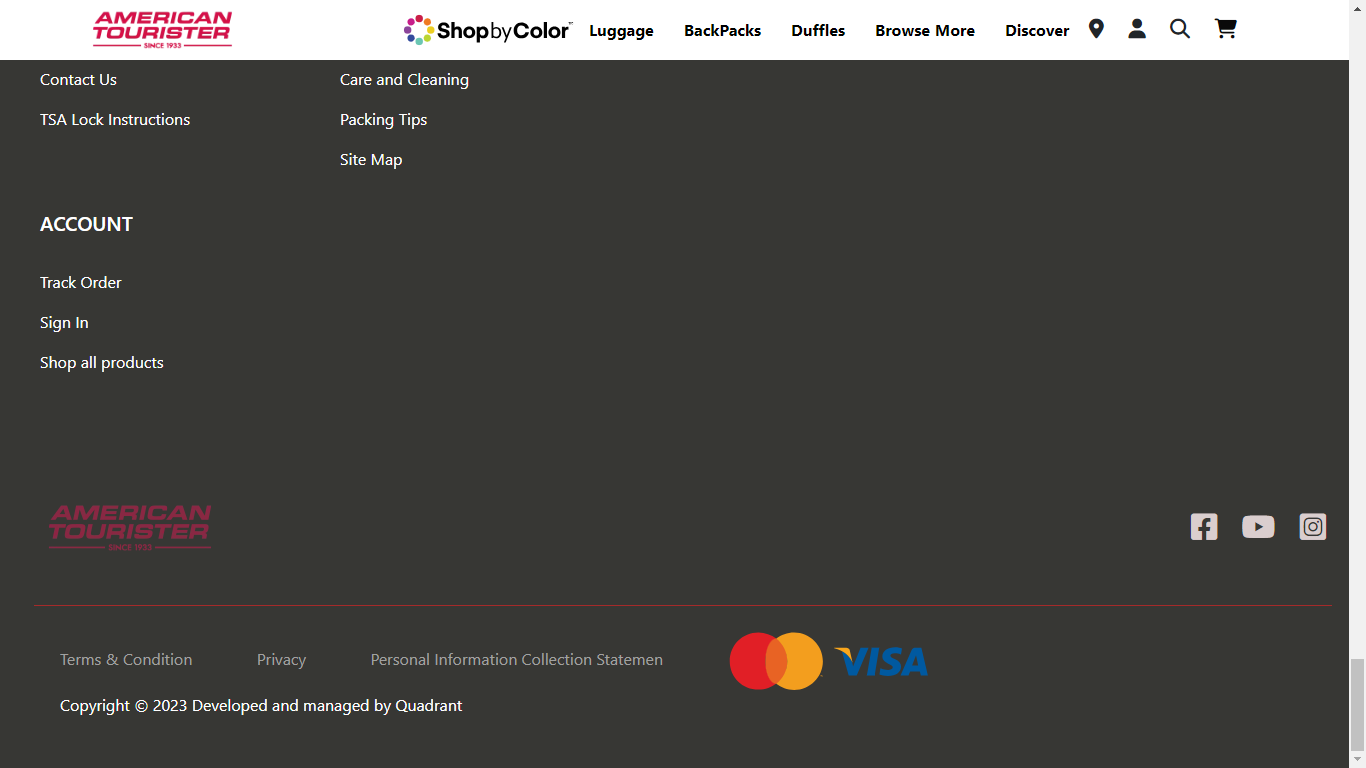 AMERICAN
TOURISTER
SINCE 1933
ShopbyColor™ Luggage BackPacks Duffles Browse More Discover
Contact Us Care and Cleaning
TSA Lock Instructions Packing Tips
Site Map
ACCOUNT
Track Order
Sign In
Shop all products
AMERICAN
TOURISTER
SINCE 1933
Terms & Condition Privacy Personal Information Collection Statemen VISA
Copyright © 2023 Developed and managed by Quadrant